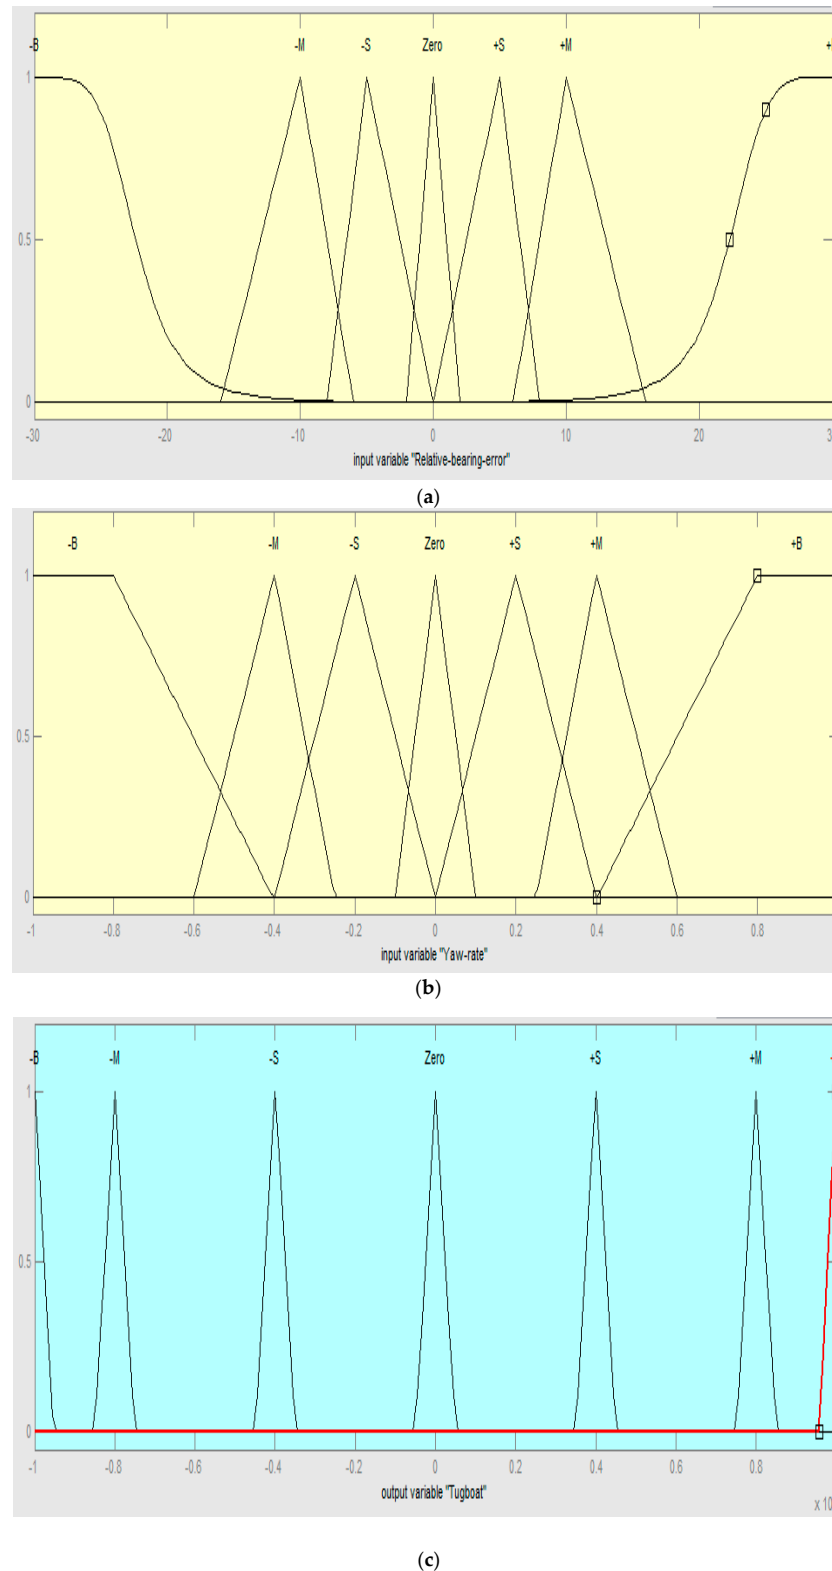 -B -M -S Zero +S +M
1
0.5
0
-30 -20 -10 0 10 20
input variable "Relative-bearing-error"
(a)
-B -M -S Zero +S +M +B
1
0.5
0
-1 -0.8 -0.6 -0.4 -0.2 0 0.2 0.4 0.6 0.8
input variable "Yaw-rate"
(b)
-B -M -S Zero +S +M
1
0.5
0
-1 -0.8 -0.6 -0.4 -0.2 0 0.2 0.4 0.6 0.8
output variable "Tugboat"
x 10
(c)